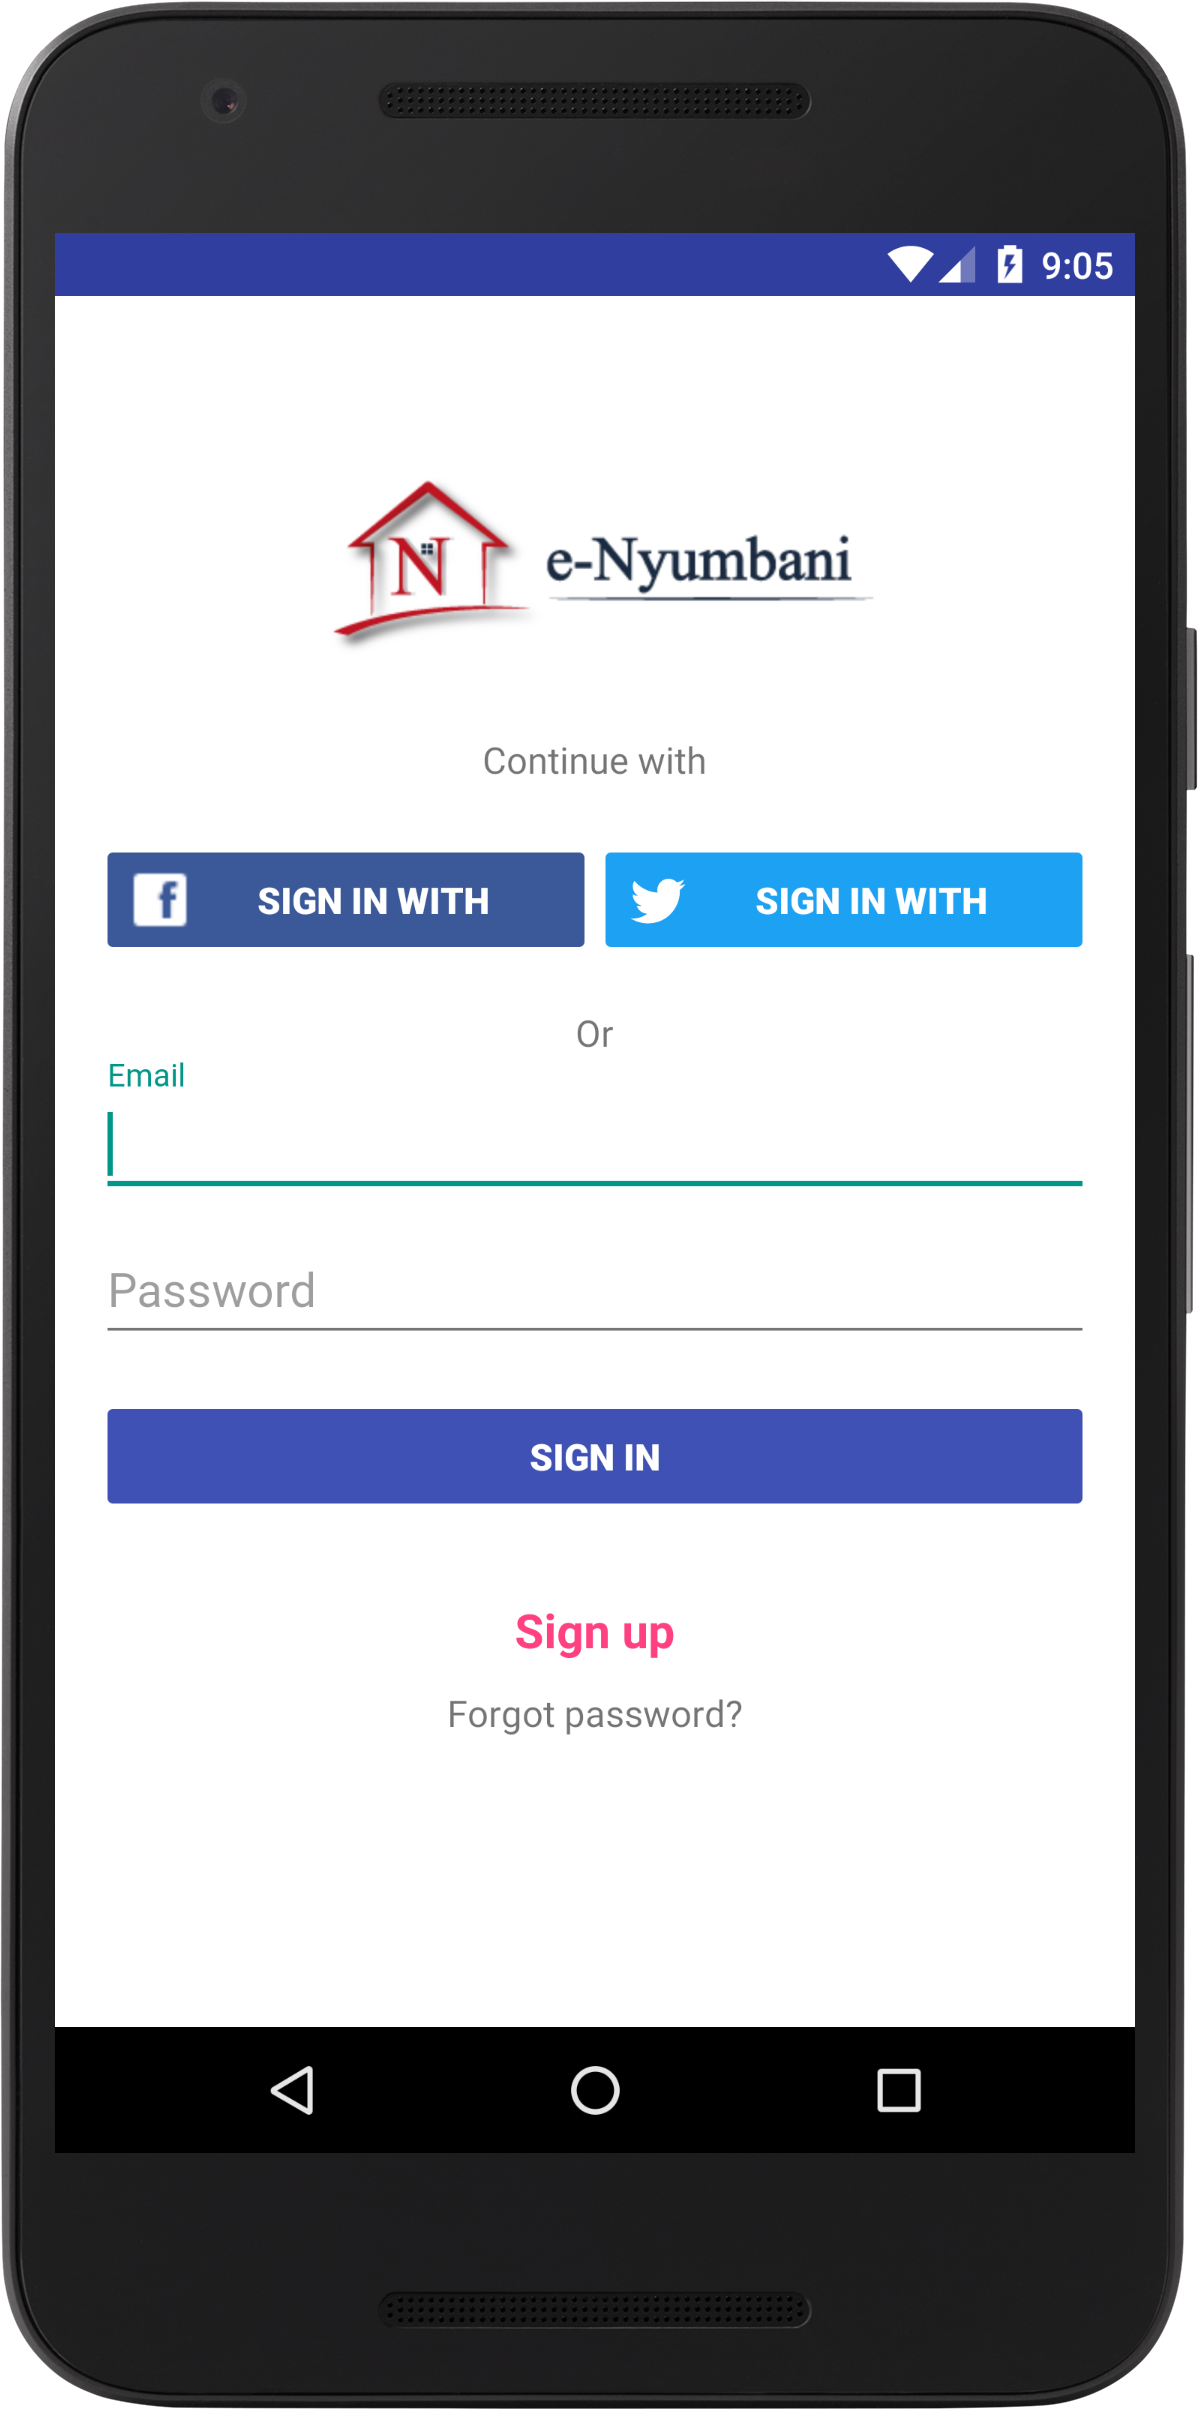 9:05
N
e-Nyumbani
Continue with
f SIGN IN WITH
SIGN IN WITH
Or
Email
Password
SIGN IN
Sign up
Forgot password?